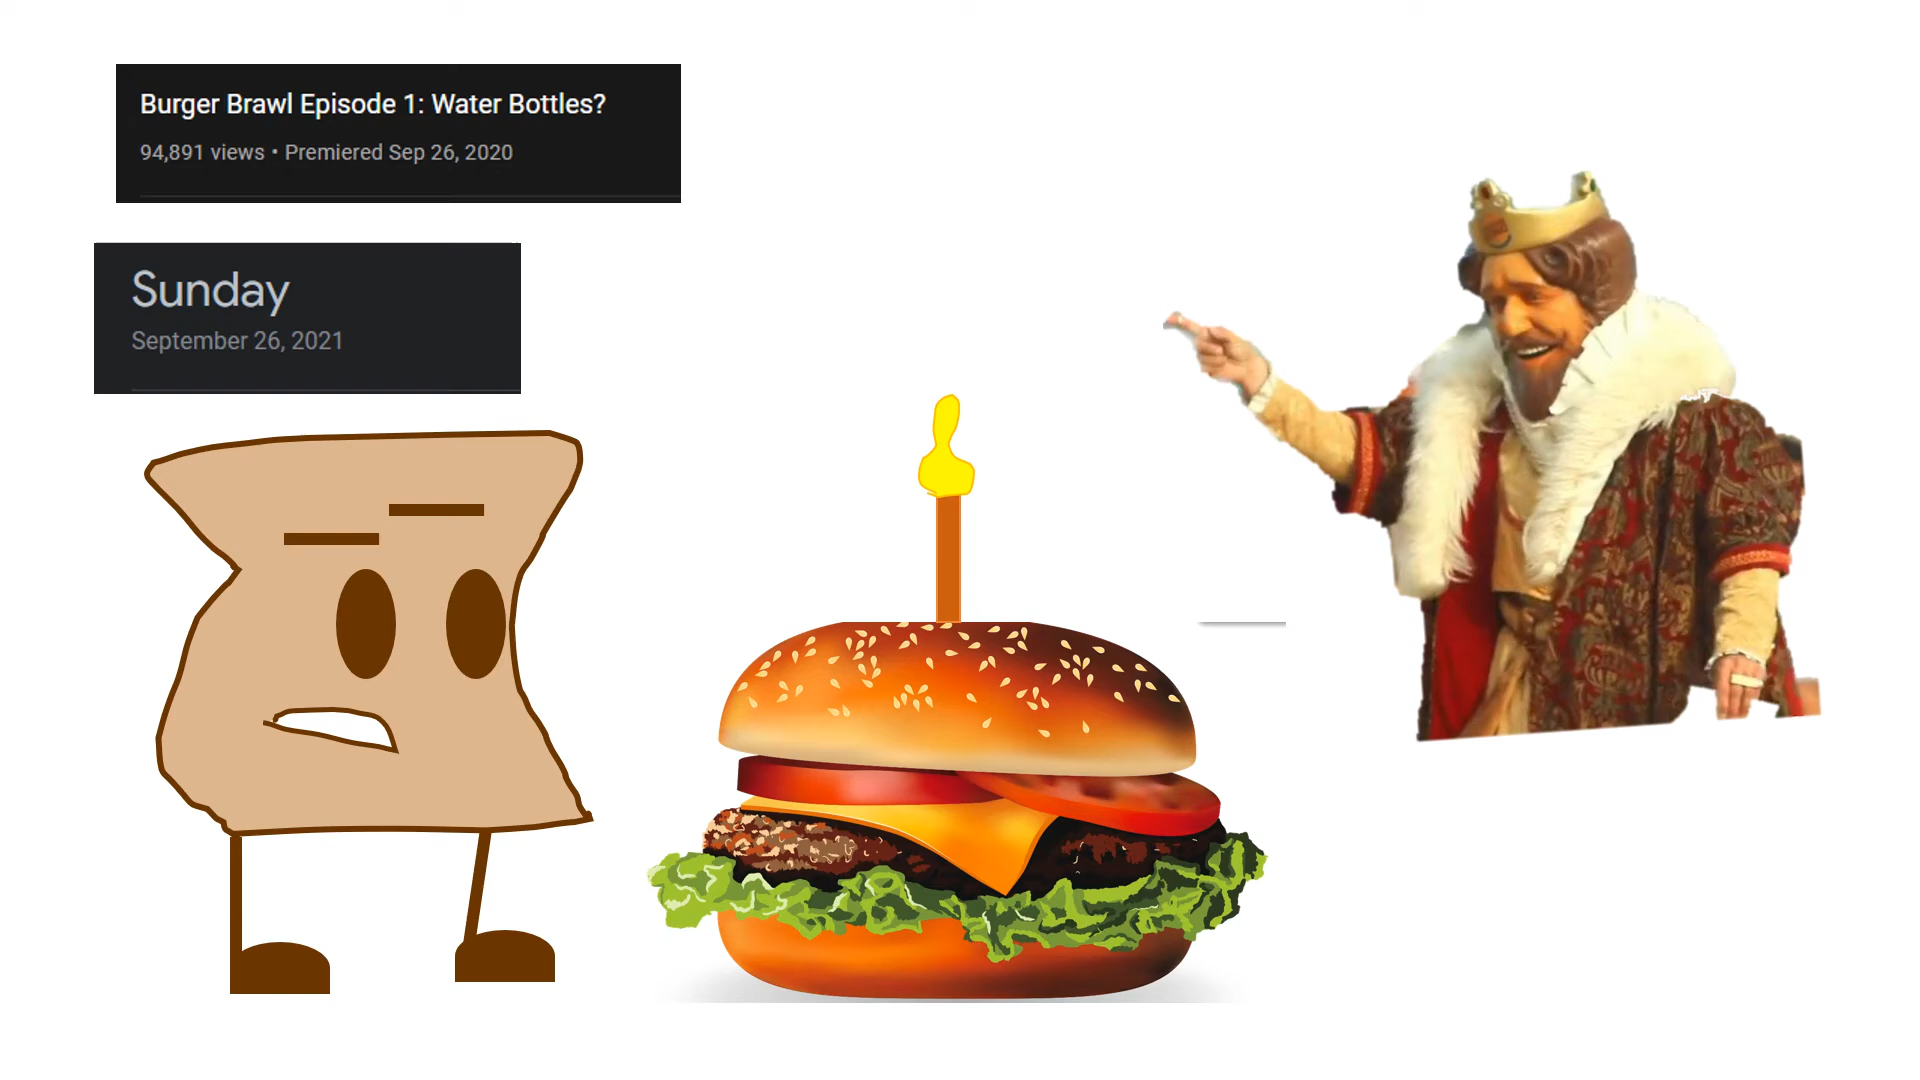 Burger Brawl Episode 1: Water Bottles?
94,891 views • Premiered Sep 26, 2020
Sunday
September 26, 2021